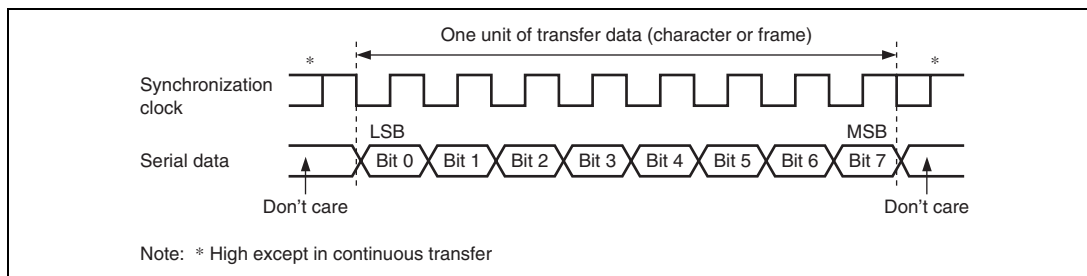 One unit of transfer data (character or frame)
* *
Synchronization
clock
LSB MSB
Serial data Bit 0 Bit 1 Bit 2 Bit 3 Bit 4 Bit 5 Bit 6 Bit 7
Don't care Don't care
Note: * High except in continuous transfer